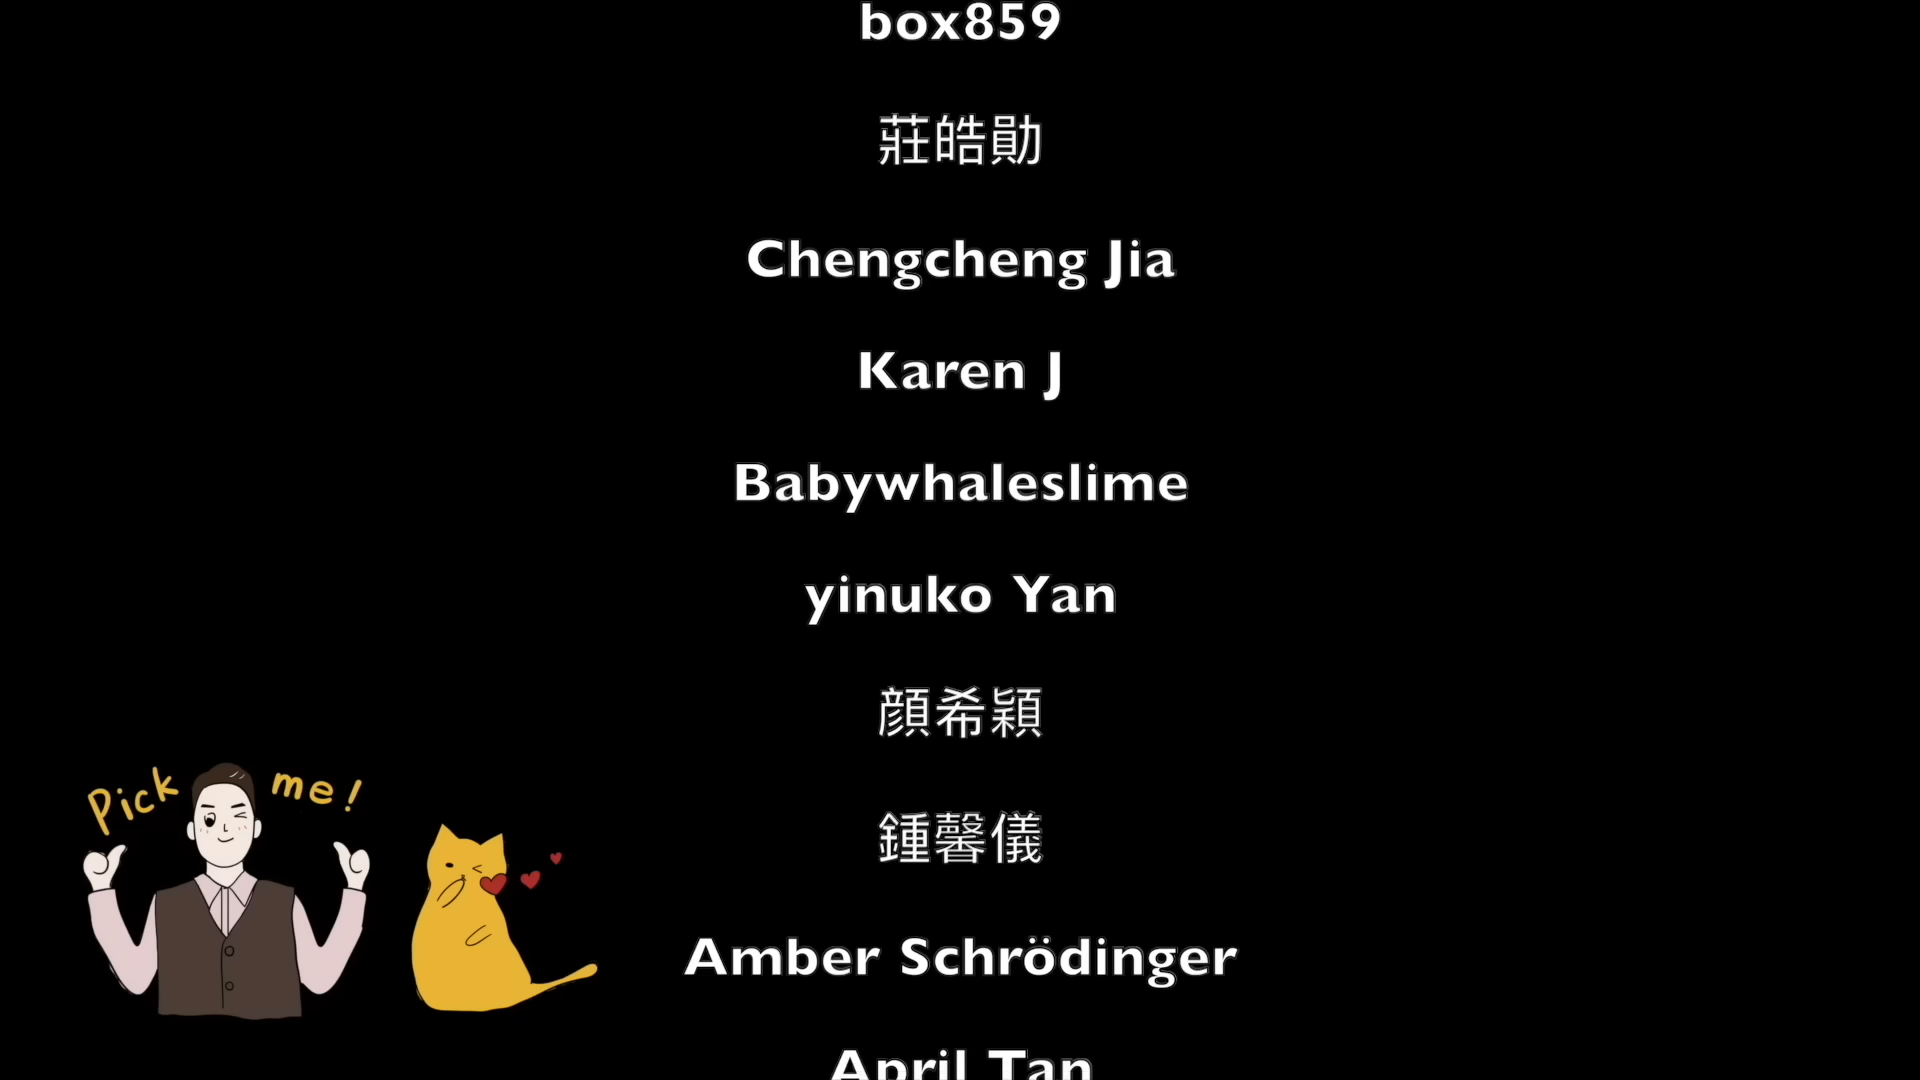 box859
莊皓勛
Chengcheng Jia
Karen J
Babywhaleslime
yinuko Yan
顏希穎
鍾馨儀
Pick me!
Amber Schrödinger
April Tan